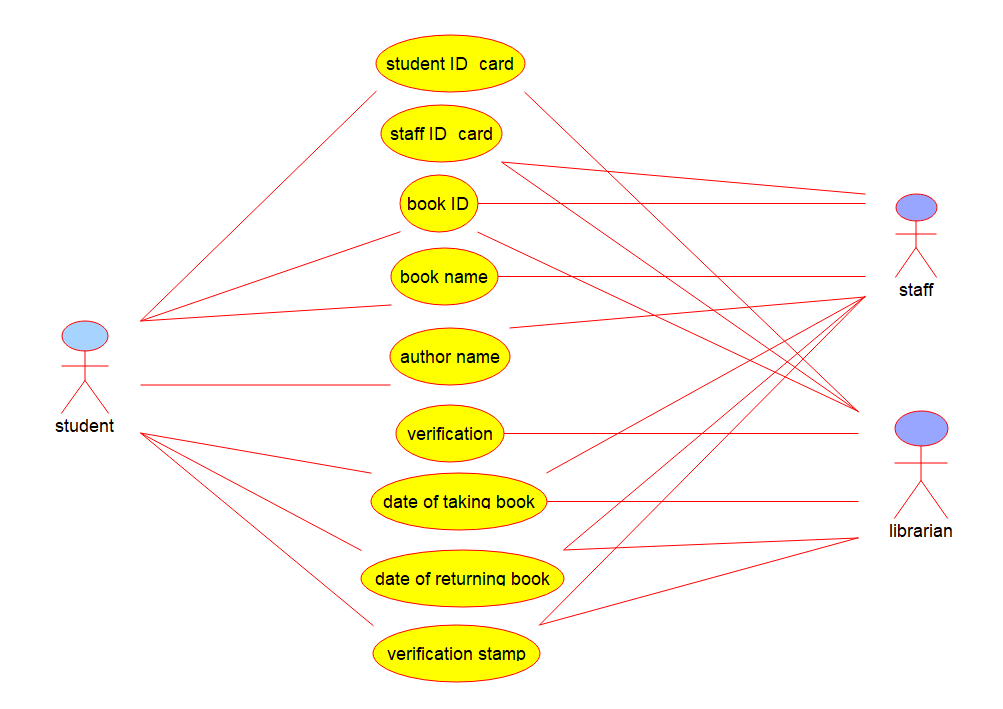 student ID  card
staff ID  card
book ID
book name
author name
verification
date of taking book
date of returning book
verification stamp
student
staff
librarian